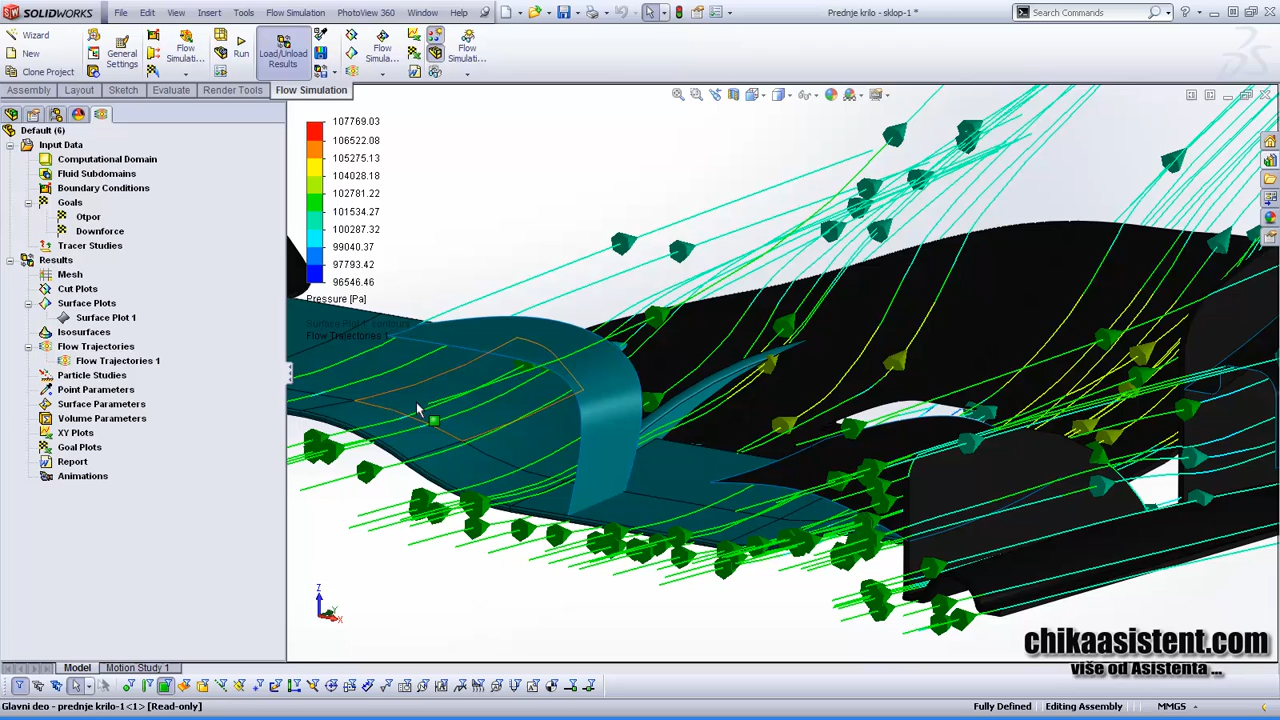 SOLIDWORKS File Edit View Insert Tools Flow Simulation PhotoView 360 Window Help Prednje krilo - sklop-1 * Search Commands
Wizard
New
Clone Project
General Settings
Flow Simulati...
Run
Load/Unload Results
Flow Simula...
Flow Simulati...
Assembly Layout Sketch Evaluate Render Tools Flow Simulation
Default (6)
Input Data
Computational Domain
Fluid Subdomains
Boundary Conditions
Goals
Otpor
Downforce
Tracer Studies
Results
Mesh
Cut Plots
Surface Plots
Surface Plot 1
Isosurfaces
Flow Trajectories
Flow Trajectories 1
Particle Studies
Point Parameters
Surface Parameters
Volume Parameters
XY Plots
Goal Plots
Report
Animations
107769.03
106522.08
105275.13
104028.18
102781.22
101534.27
100287.32
99040.37
97793.42
96546.46
Pressure [Pa]
Surface Plot 1: contours
Flow Trajectories 1
Z
Y
X
chikaasistent.com
više od Asistenta ...
Model Motion Study 1
Glavni deo - prednje krilo-1<1> [Read-only] Fully Defined Editing Assembly MMGS